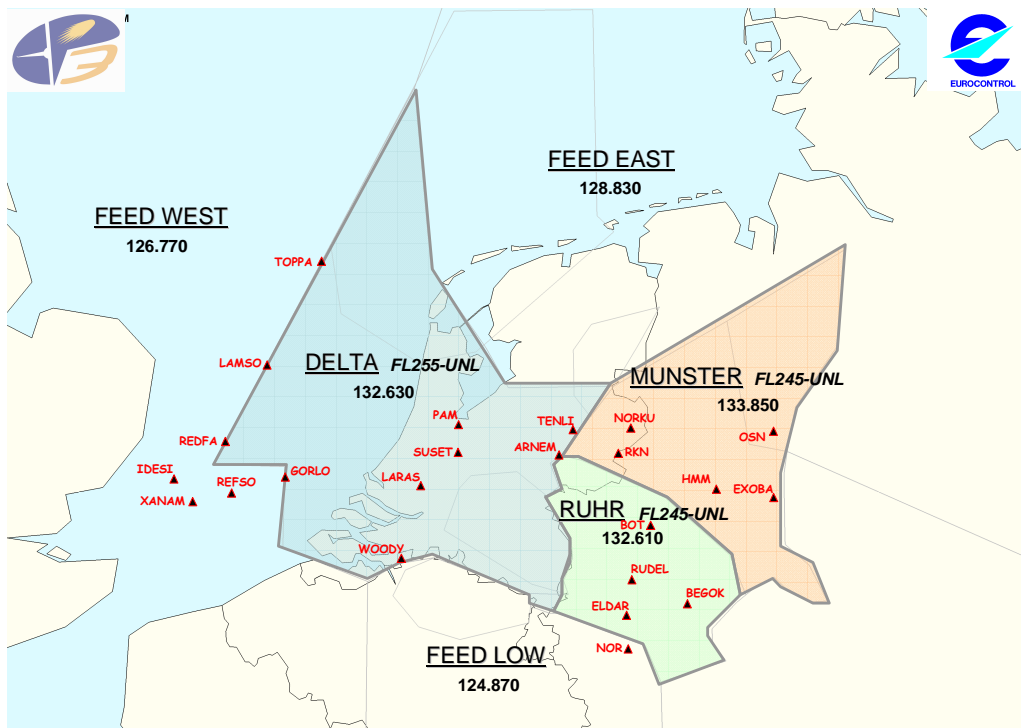 M
EUROCONTROL
FEED EAST
128.830
FEED WEST
126.770
TOPPA
LAMSO
DELTA FL255-UNL
132.630
MUNSTER FL245-UNL
133.850
PAM
TENLI
NORKU
OSN
REDFA
SUSET
ARNEM
RKN
IDESI
GORLO
REFSO
XANAM
LARAS
HMM
EXOBA
RUHR FL245-UNL
BOT
132.610
WOODY
RUDEL
BEGOK
ELDAR
NOR
FEED LOW
124.870